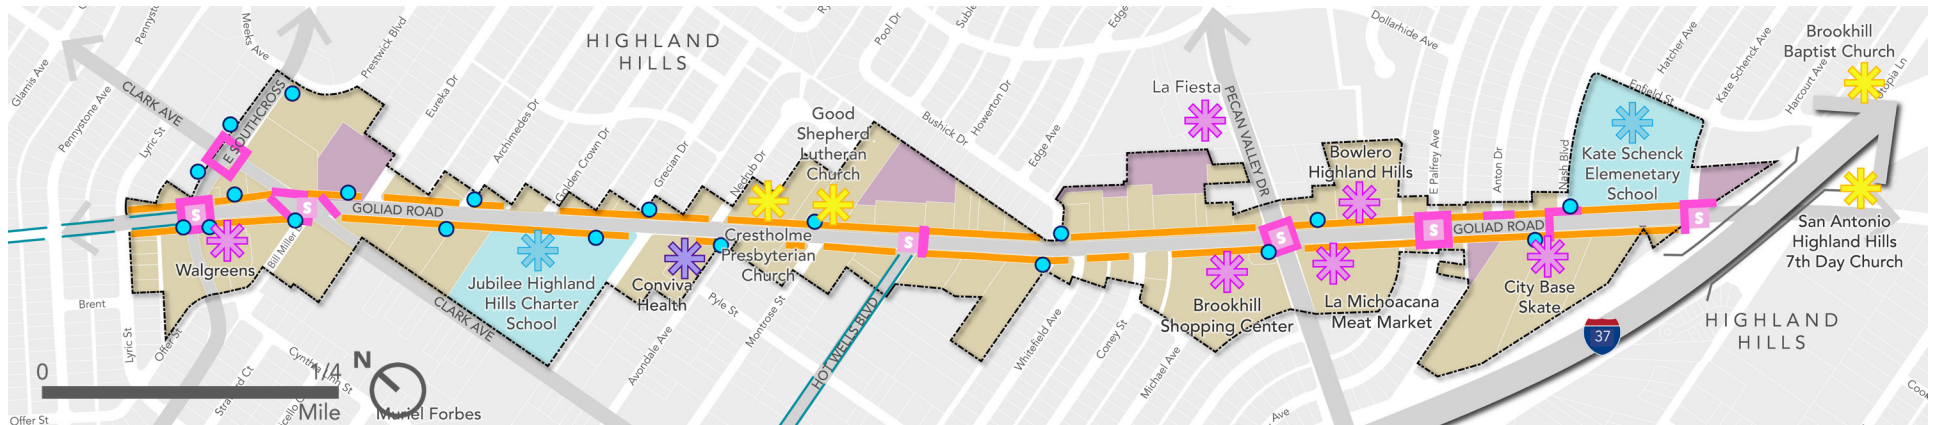 Glamis Ave
Pennystone Ave
Meeks Ave
Prestwick Blvd
Eureka Dr
Archimedes Dr
Golden Crown Dr
Grecian Dr
Nedrub Dr
Pool Dr
Bushick Dr
Howerton Dr
Edge Ave
Edge
Dollarhide Ave
E Palfrey Ave
Anton Dr
Nash Blvd
Enfield St
Hatcher Ave
Kate Schenck Ave
Harcourt Ave
Utopia Ln
Lyric St
CLARK AVE
E SOUTHCROSS
HIGHLAND
HILLS
La Fiesta
PECAN VALLEY DR
Good
Shepherd
Lutheran
Church
Bowlero
Highland Hills
Kate Schenck
Elemenetary
School
Brookhill
Baptist Church
San Antonio
Highland Hills
7th Day Church
S
S
GOLIAD ROAD
S
S
S
GOLIAD ROAD
S
Walgreens
Bill Miller
Jubilee Highland
Hills Charter
School
Conviva
Health
Crestholme
Presbyterian
Church
Brookhill
Shopping Center
La Michoacana
Meat Market
City Base
Skate
HIGHLAND
HILLS
37
CLARK AVE
HOT WELLS BLVD
Brent
Lyric St
Offer St
Offer St
Avondale Ave
Pyle St
Montrose St
Whitefield Ave
Coney St
Michael Ave
Ave
0
1/4
Mile
N
Muriel Forbes